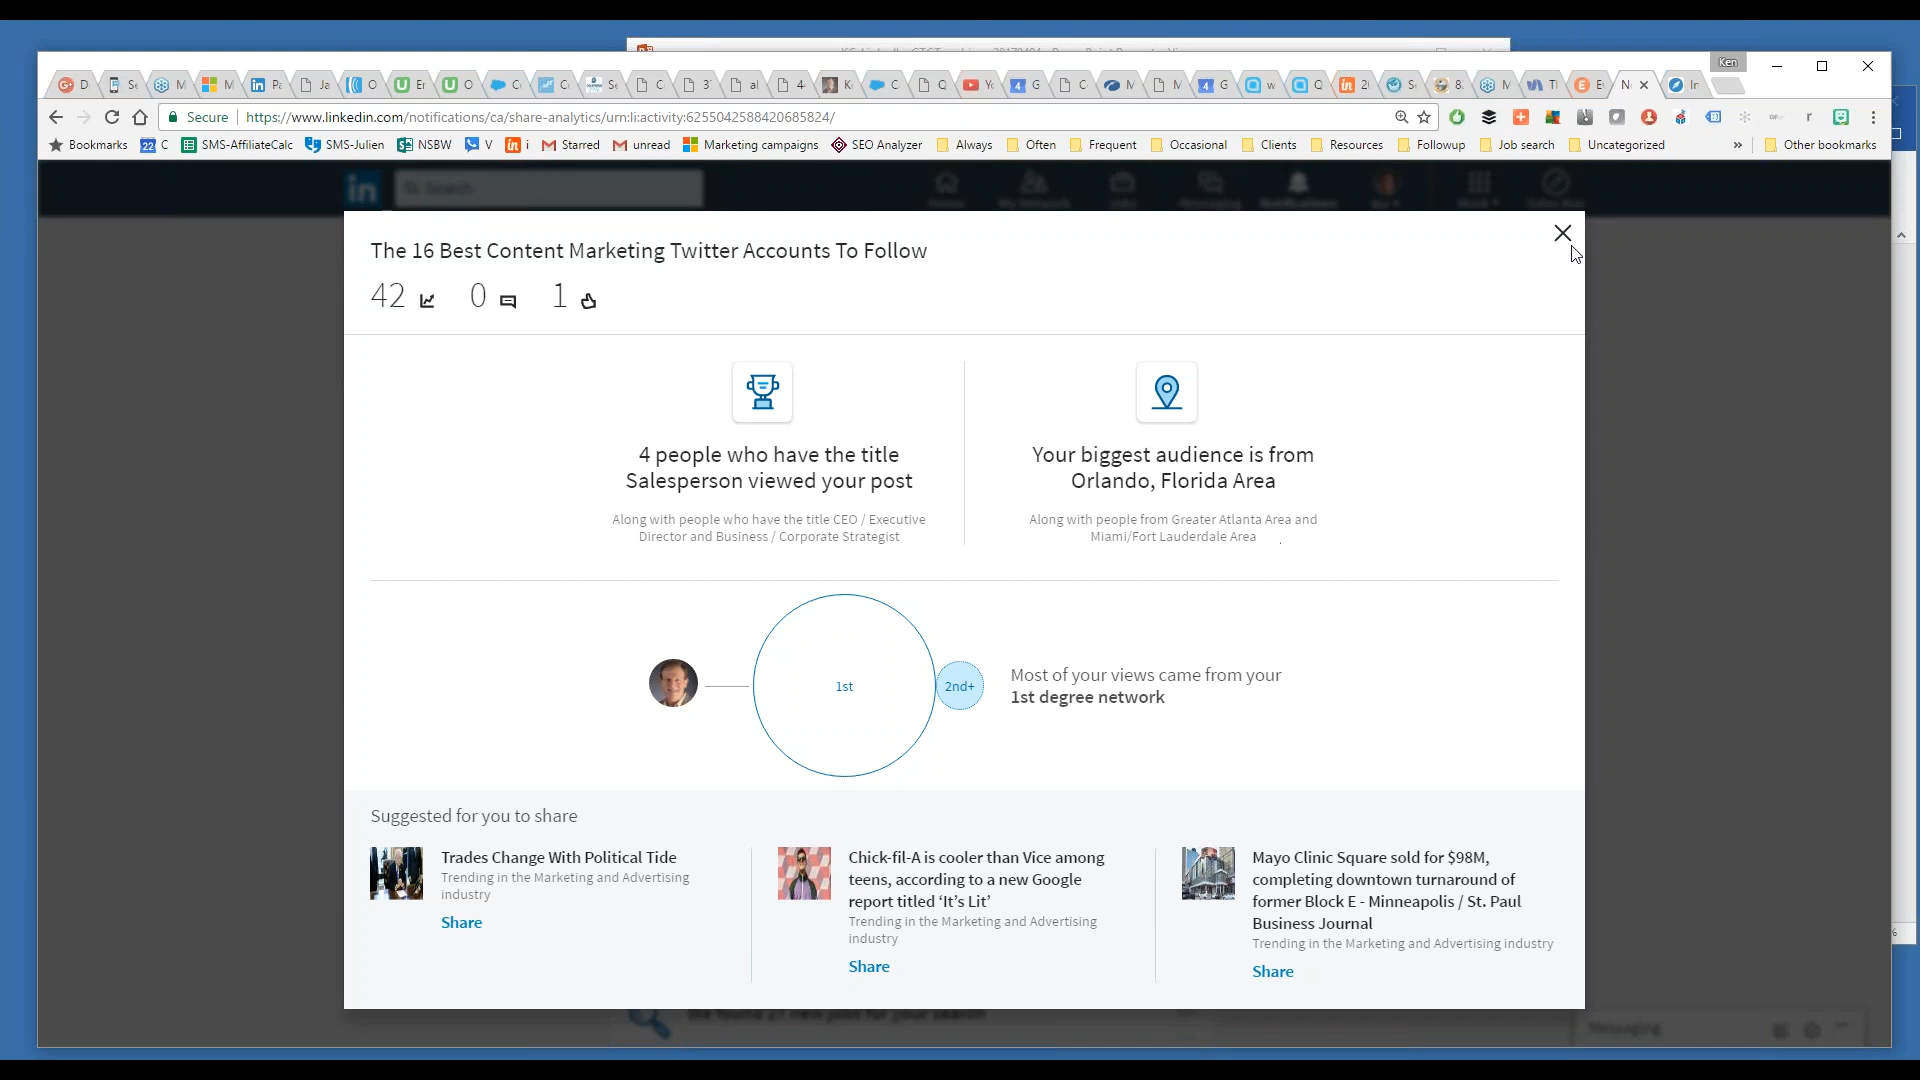 Ken
Secure
https://www.linkedin.com/notifications/ca/share-analytics/urn:li:activity:6255042588420685824/
Bookmarks 22 C SMS-AffiliateCalc SMS-Julien NSBW V i Starred unread Marketing campaigns SEO Analyzer Always Often Frequent Occasional Clients Resources Followup Job search Uncategorized » Other bookmarks
in Search
The 16 Best Content Marketing Twitter Accounts To Follow
42 0 1
4 people who have the title
Salesperson viewed your post
Along with people who have the title CEO / Executive
Director and Business / Corporate Strategist
Your biggest audience is from
Orlando, Florida Area
Along with people from Greater Atlanta Area and
Miami/Fort Lauderdale Area
1st
2nd+
Most of your views came from your
1st degree network
Suggested for you to share
Trades Change With Political Tide
Trending in the Marketing and Advertising
industry
Share
Chick-fil-A is cooler than Vice among
teens, according to a new Google
report titled ‘It’s Lit’
Trending in the Marketing and Advertising
industry
Share
Mayo Clinic Square sold for $98M,
completing downtown turnaround of
former Block E - Minneapolis / St. Paul
Business Journal
Trending in the Marketing and Advertising industry
Share
Messaging